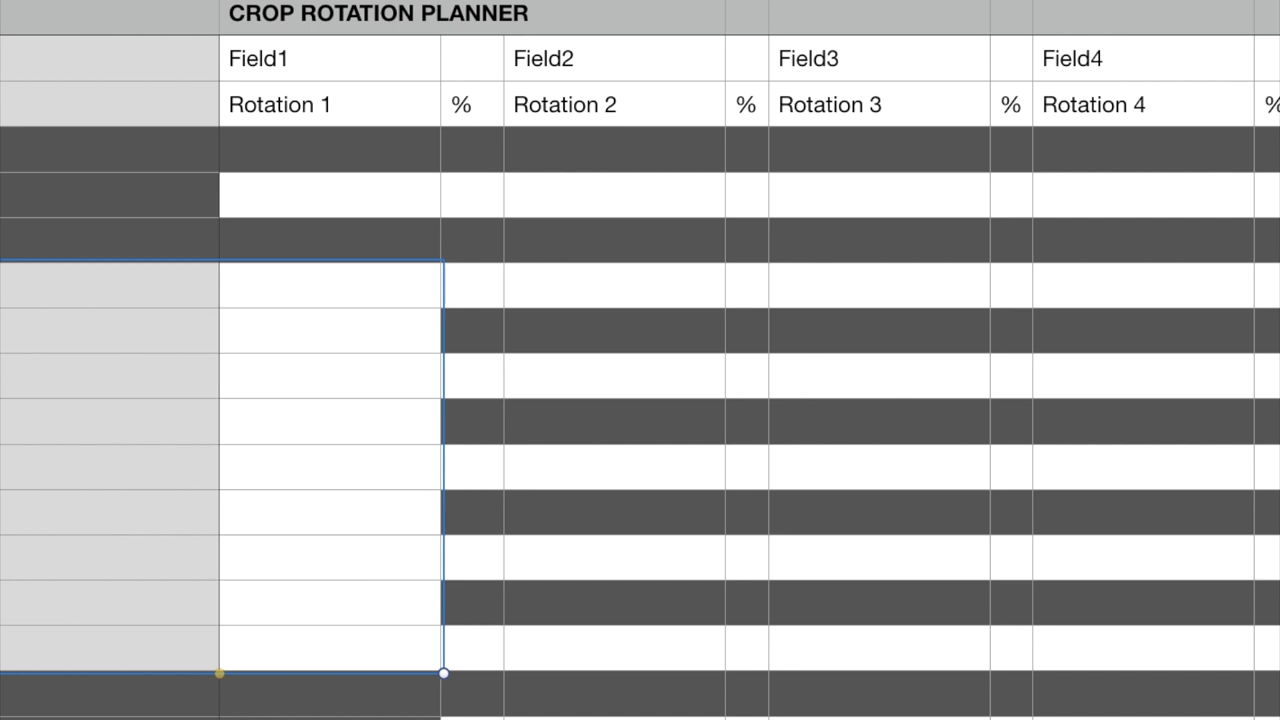 CROP ROTATION PLANNER
Field1 Field2 Field3 Field4
Rotation 1 % Rotation 2 % Rotation 3 % Rotation 4 %